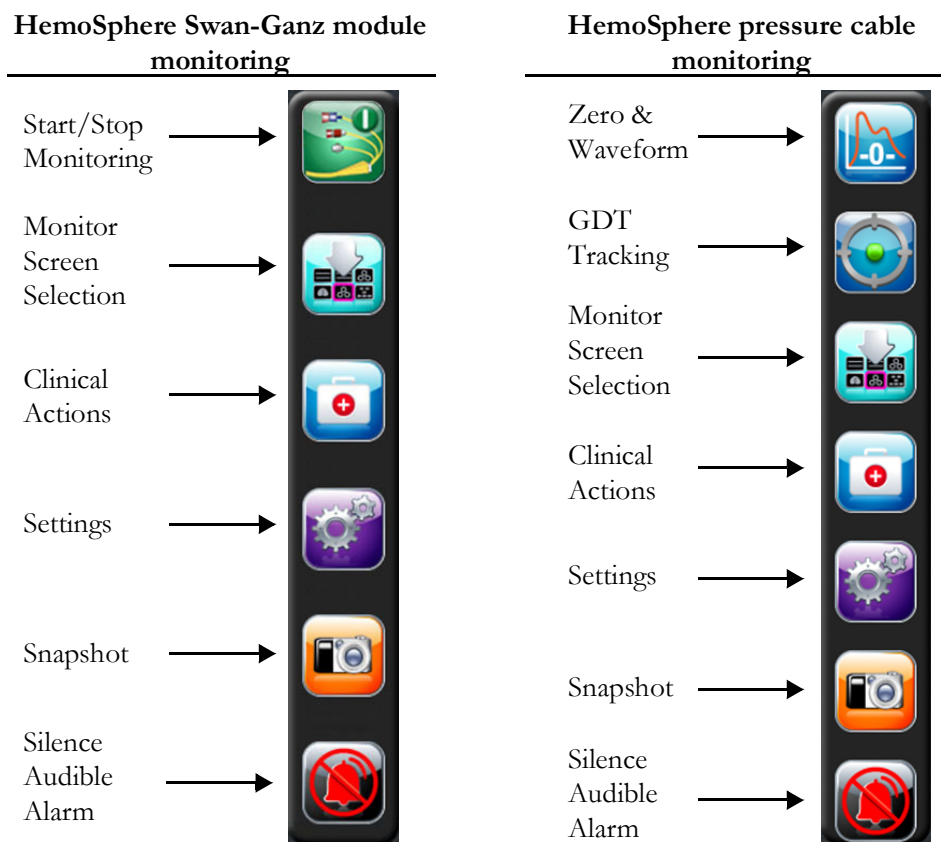 HemoSphere Swan-Ganz module
monitoring
Start/Stop
Monitoring
Monitor
Screen
Selection
Clinical
Actions
Settings
Snapshot
Silence
Audible
Alarm
HemoSphere pressure cable
monitoring
Zero &
Waveform
-0-
GDT
Tracking
Monitor
Screen
Selection
Clinical
Actions
Settings
Snapshot
Silence
Audible
Alarm